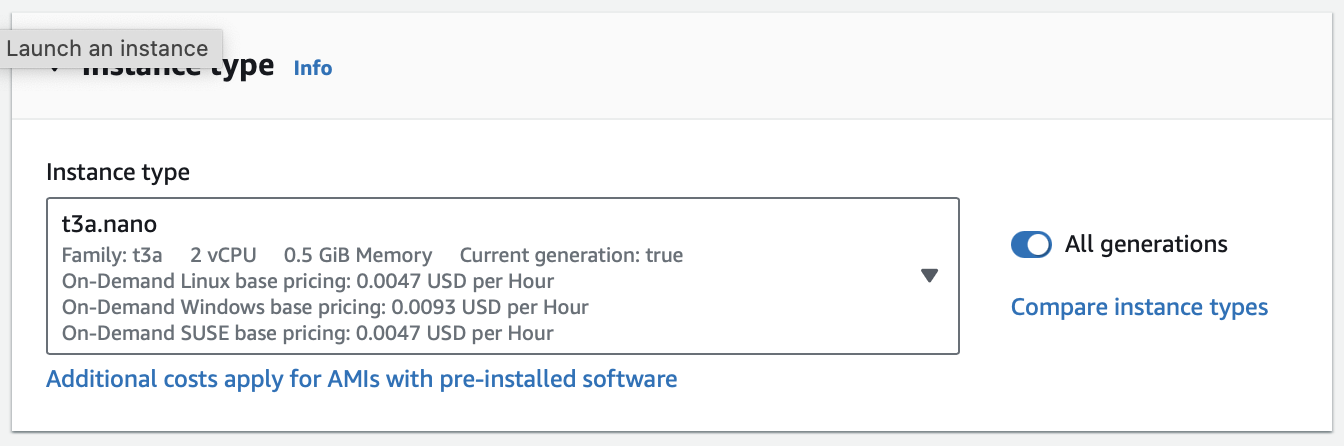 Launch an instance
Instance type Info
Instance type
t3a.nano
Family: t3a 2 vCPU 0.5 GiB Memory Current generation: true
On-Demand Linux base pricing: 0.0047 USD per Hour
On-Demand Windows base pricing: 0.0093 USD per Hour
On-Demand SUSE base pricing: 0.0047 USD per Hour
All generations
Compare instance types
Additional costs apply for AMIs with pre-installed software